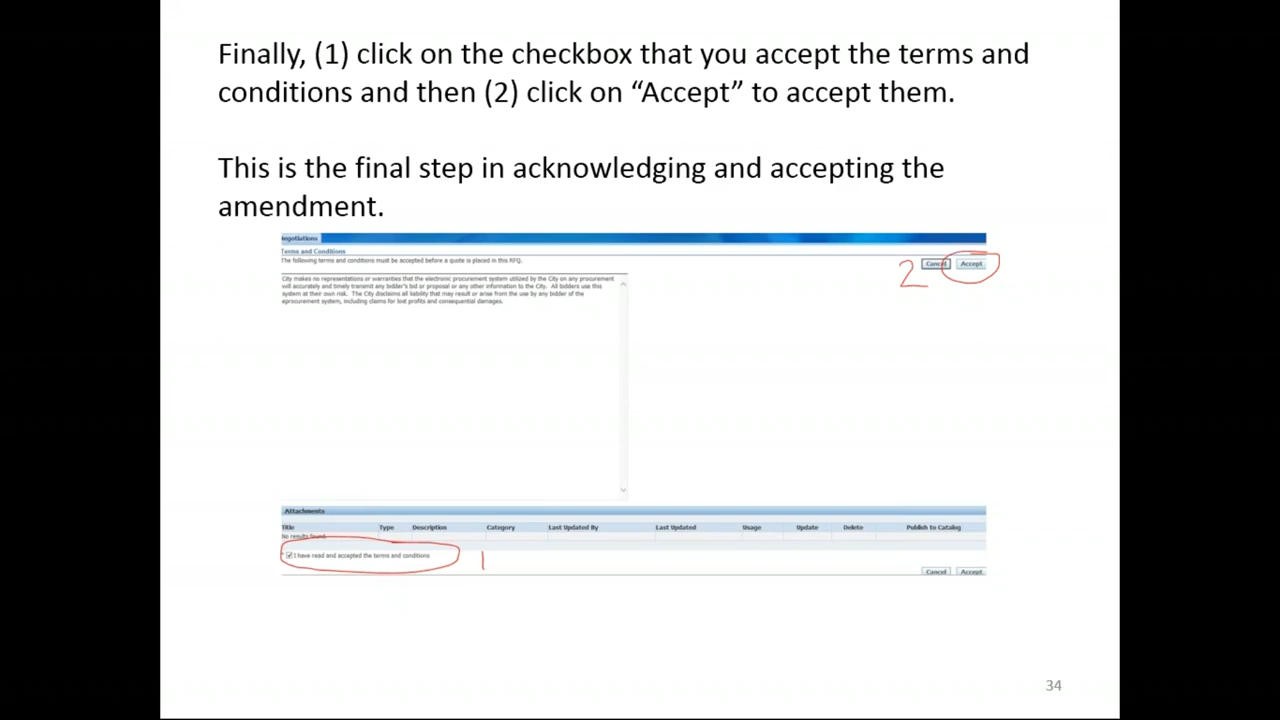 Finally, (1) click on the checkbox that you accept the terms and
conditions and then (2) click on “Accept” to accept them.
This is the final step in acknowledging and accepting the
amendment.
Negotiations
Terms and Conditions
The following terms and conditions must be accepted before a quote is placed in this RFQ.
2 Cancel Accept
City makes no representations or warranties that the electronic procurement system utilized by the City on any procurement
will accurately and timely transmit any bidder's bid or proposal or any other information to the City. All bidders use this
system at their own risk. The City disclaims all liability that may result or arise from the use by any bidder of the
eprocurement system, including claims for lost profits and consequential damages.
Attachments
Title Type Description Category Last Updated By Last Updated Usage Update Delete Publish to Catalog
No results found.
* I have read and accepted the terms and conditions 1
Cancel Accept
34